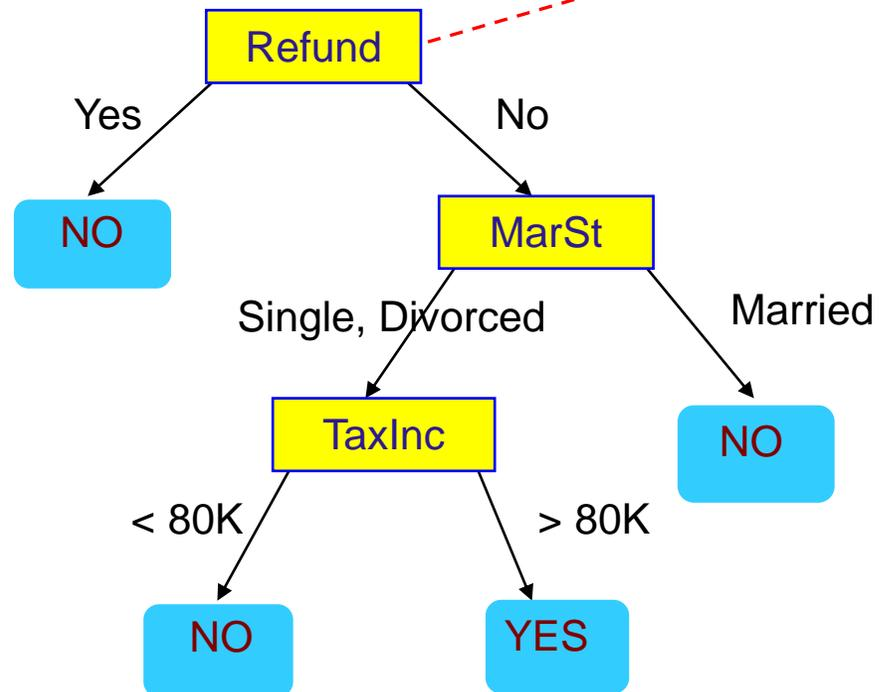 Refund
Yes
No
NO
MarSt
Single, Divorced
Married
TaxInc
NO
< 80K
> 80K
NO
YES